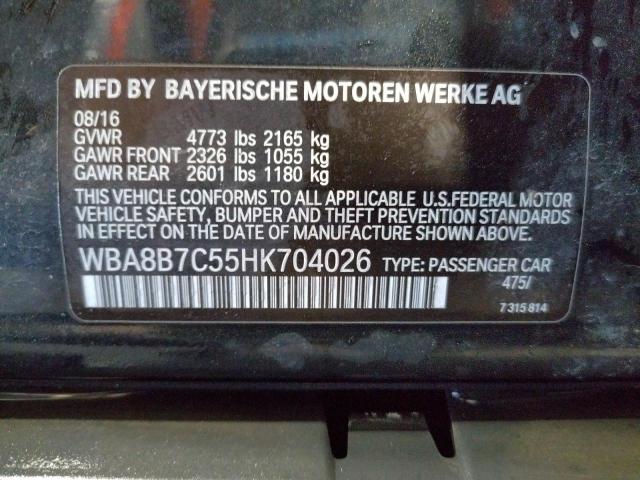 MFD BY BAYERISCHE MOTOREN WERKE AG
08/16
GVWR 4773 lbs 2165 kg
GAWR FRONT 2326 lbs 1055 kg
GAWR REAR 2601 lbs 1180 kg
THIS VEHICLE CONFORMS TO ALL APPLICABLE U.S.FEDERAL MOTOR
VEHICLE SAFETY, BUMPER AND THEFT PREVENTION STANDARDS
IN EFFECT ON THE DATE OF MANUFACTURE SHOWN ABOVE.
WBA8B7C55HK704026 TYPE: PASSENGER CAR
475/
7 315 814